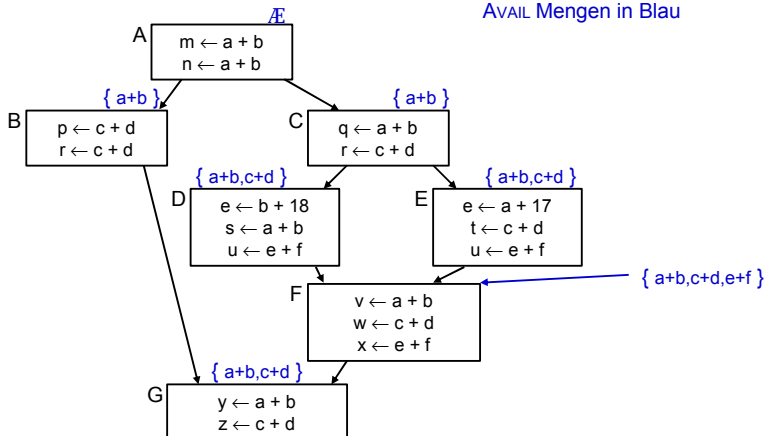 Æ
AVAIL Mengen in Blau
A
m ← a + b
n ← a + b
{ a+b }
{ a+b }
B
p ← c + d
r ← c + d
C
q ← a + b
r ← c + d
{ a+b,c+d }
{ a+b,c+d }
D
e ← b + 18
s ← a + b
u ← e + f
E
e ← a + 17
t ← c + d
u ← e + f
{ a+b,c+d,e+f }
F
v ← a + b
w ← c + d
x ← e + f
{ a+b,c+d }
G
y ← a + b
z ← c + d